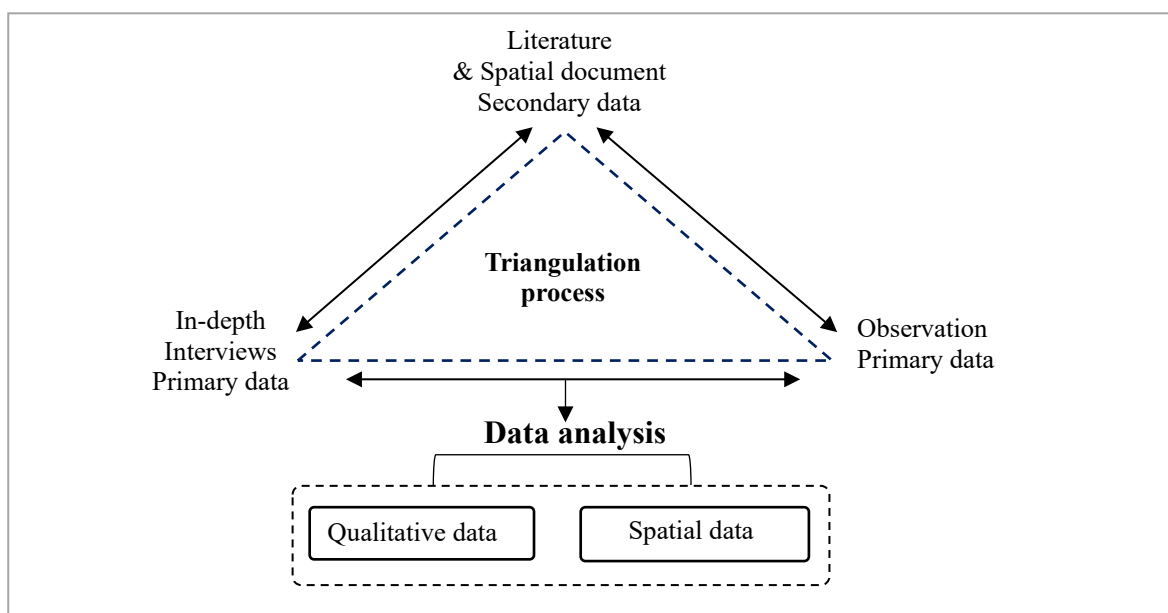 Literature
& Spatial document
Secondary data
Triangulation
process
In-depth
Interviews
Primary data
Observation
Primary data
Data analysis
Qualitative data
Spatial data